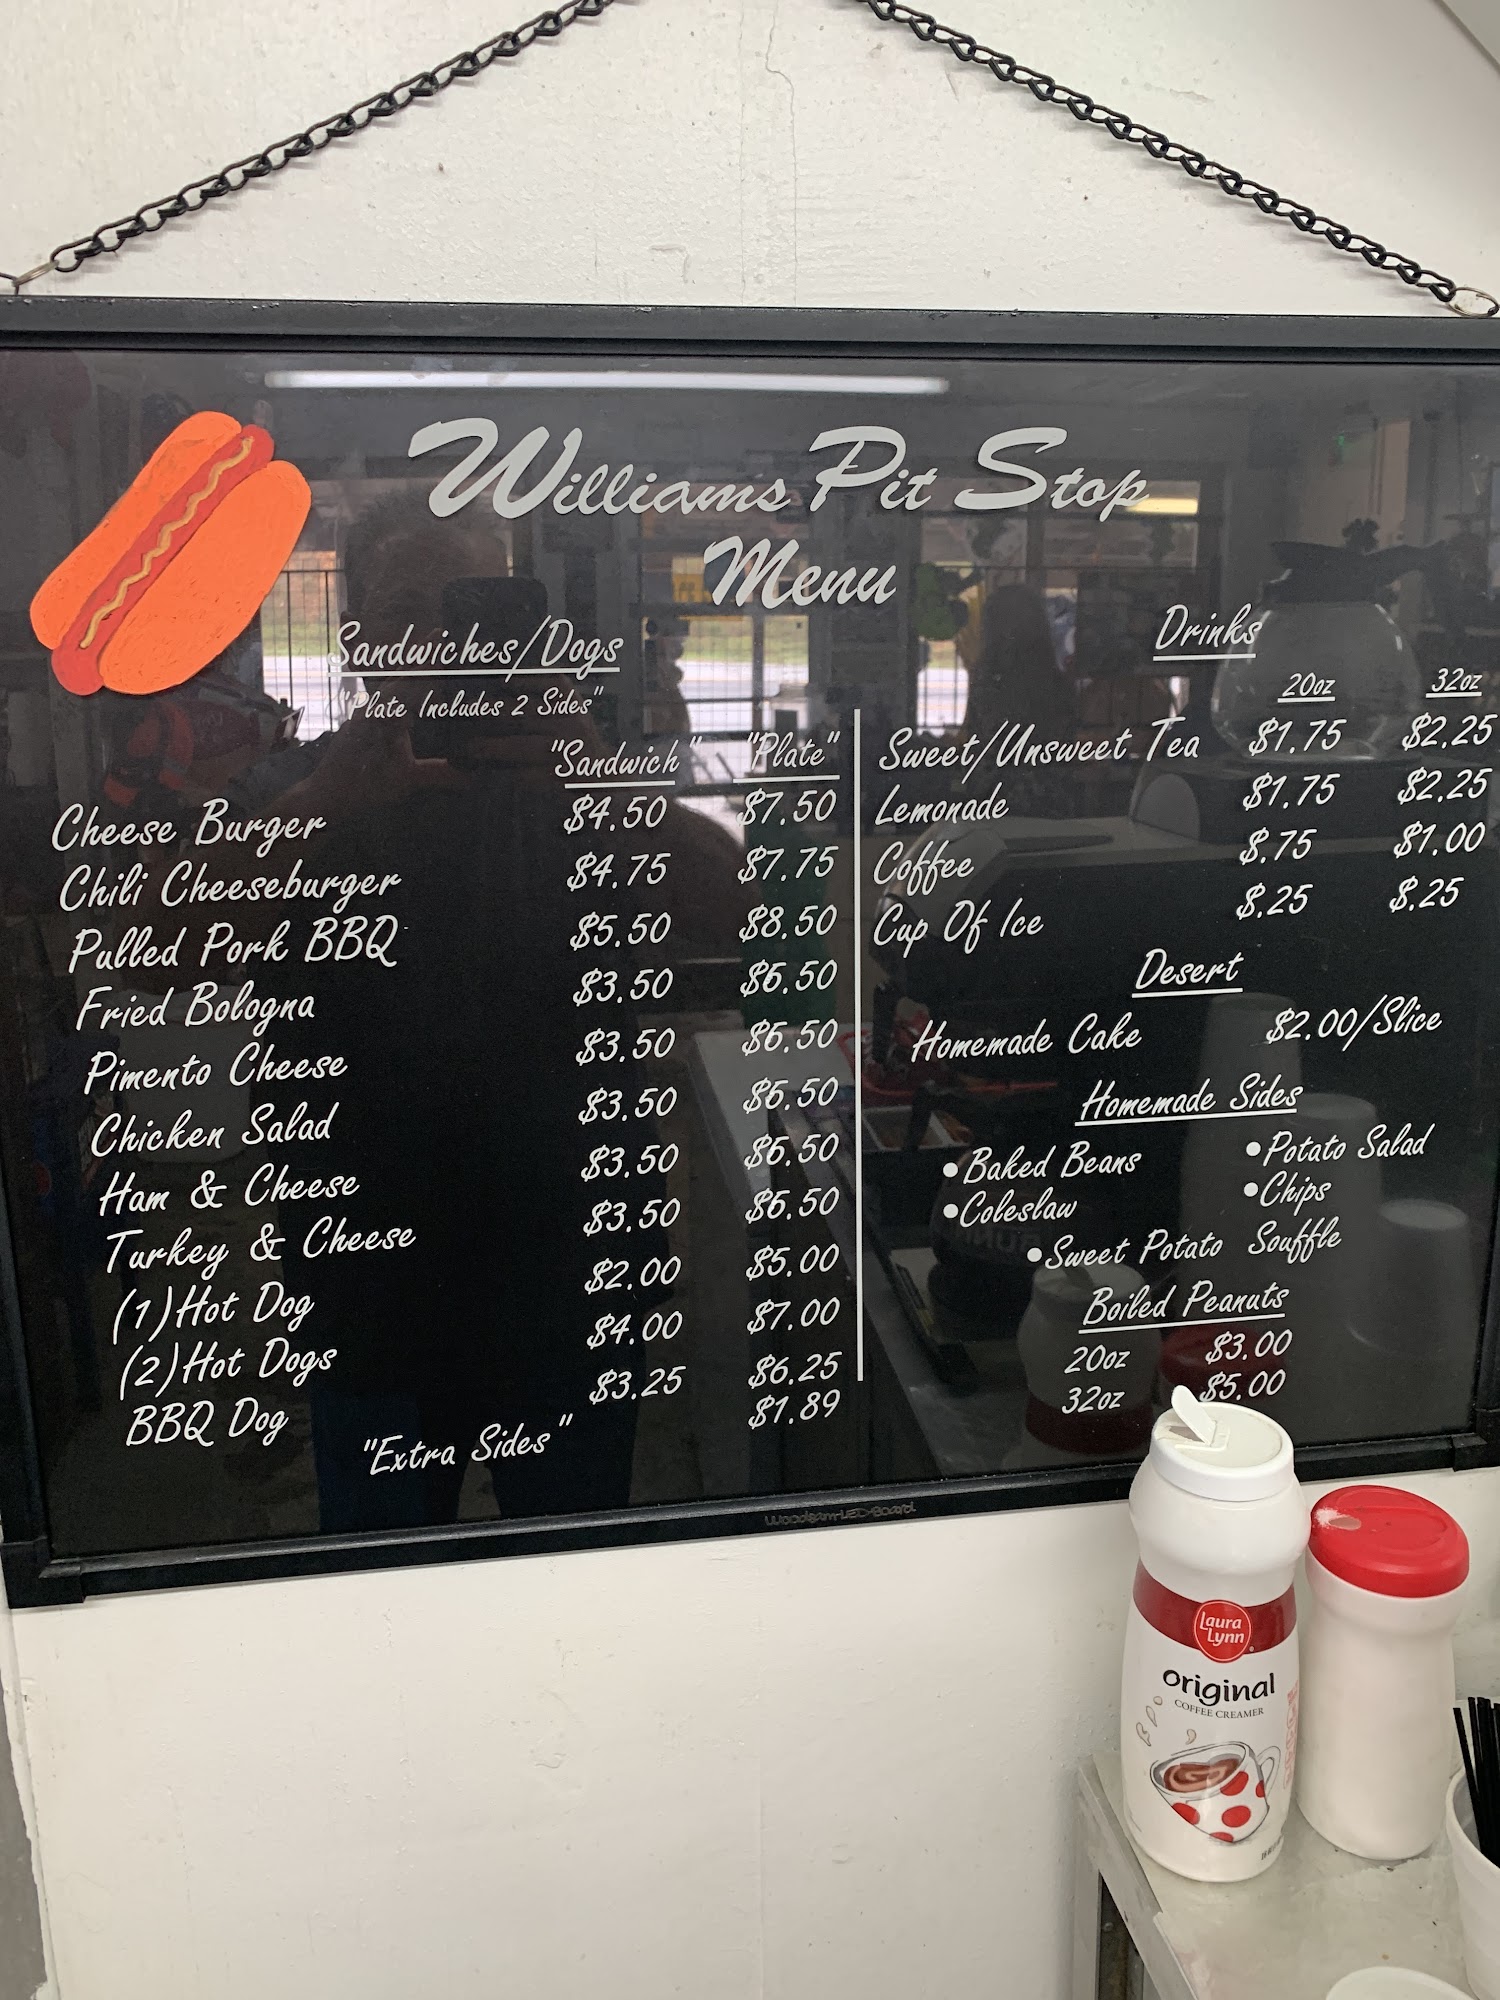 Williams Pit Stop
Menu
Sandwiches/Dogs
"Plate Includes 2 Sides"
"Sandwich" "Plate"
Cheese Burger $4.50 $7.50
Chili Cheeseburger $4.75 $7.75
Pulled Pork BBQ $5.50 $8.50
Fried Bologna $3.50 $6.50
Pimento Cheese $3.50 $6.50
Chicken Salad $3.50 $6.50
Ham & Cheese $3.50 $6.50
Turkey & Cheese $3.50 $6.50
(1)Hot Dog $2.00 $5.00
(2)Hot Dogs $4.00 $7.00
BBQ Dog $3.25 $6.25
"Extra Sides" $1.89
Drinks
20oz 32oz
Sweet/Unsweet Tea $1.75 $2.25
Lemonade $1.75 $2.25
Coffee $.75 $1.00
Cup Of Ice $.25 $.25
Desert
Homemade Cake $2.00/Slice
Homemade Sides
•Baked Beans •Potato Salad
•Coleslaw •Chips
•Sweet Potato Souffle
Boiled Peanuts
20oz $3.00
32oz $5.00
Woodsam-LED-Board
Laura
Lynn
original
COFFEE CREAMER